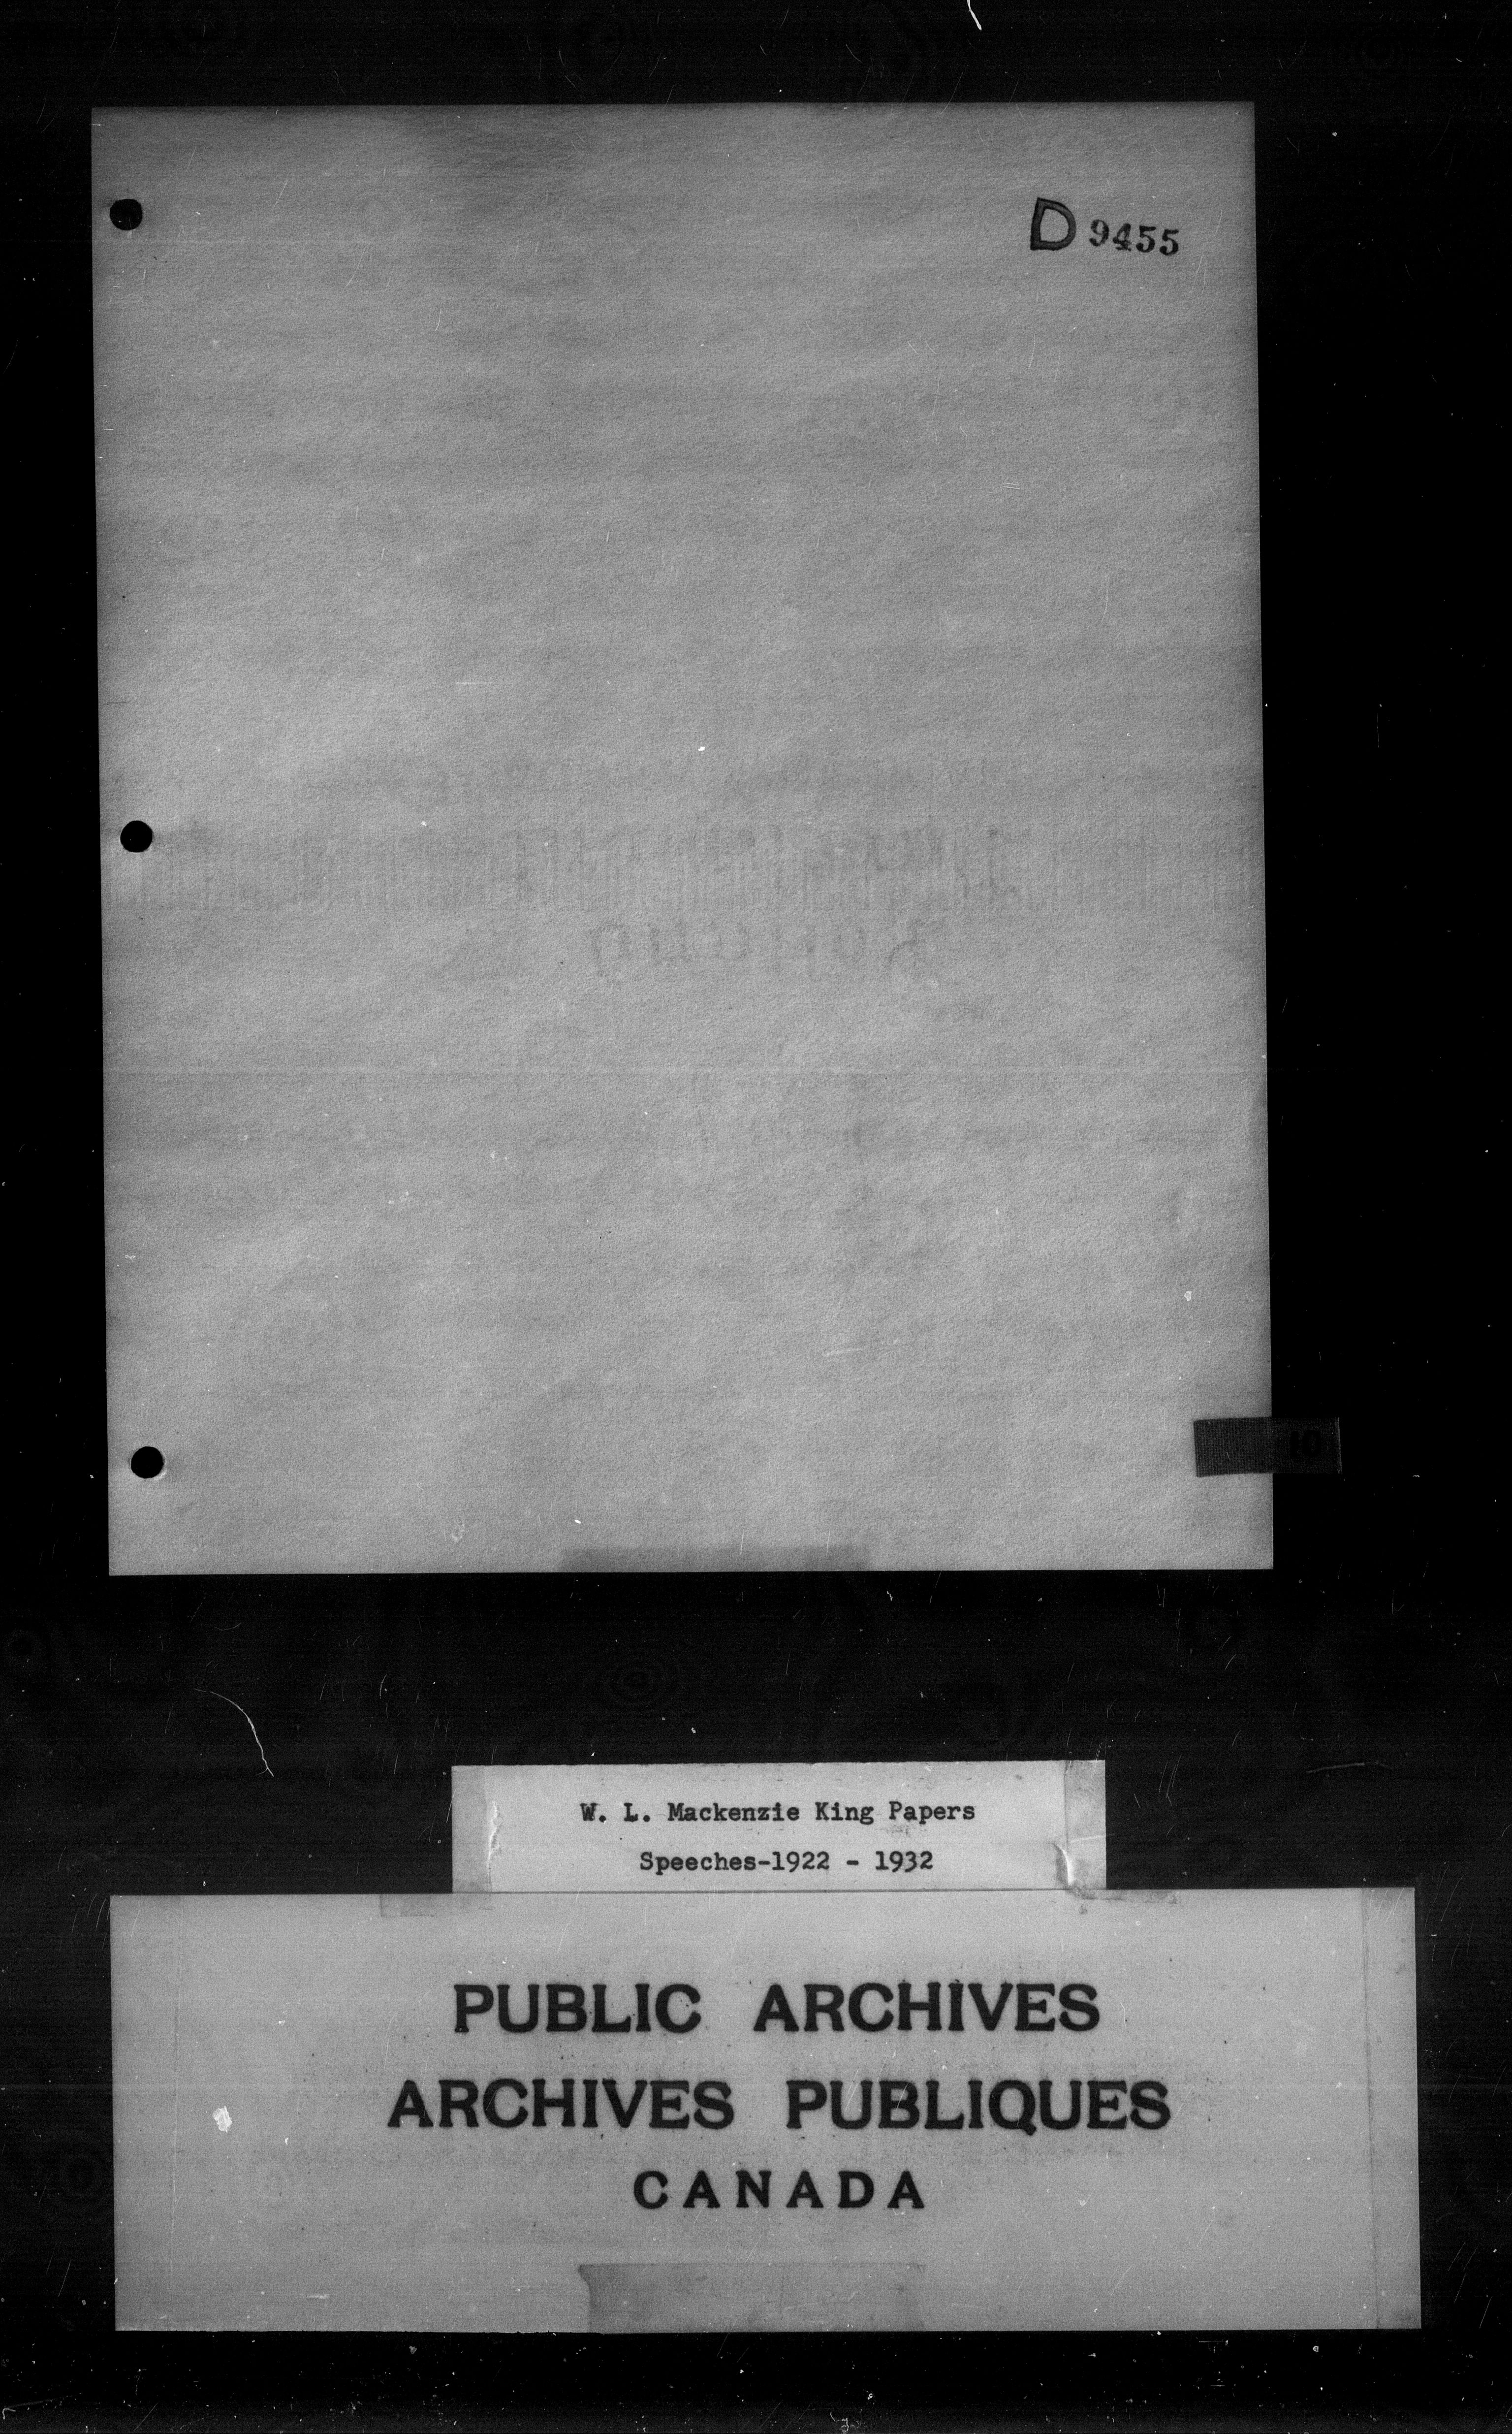 D 9455
W. L. Mackenzie King Papers
Speeches-1922 - 1932
PUBLIC ARCHIVES
ARCHIVES PUBLIQUES
CANADA